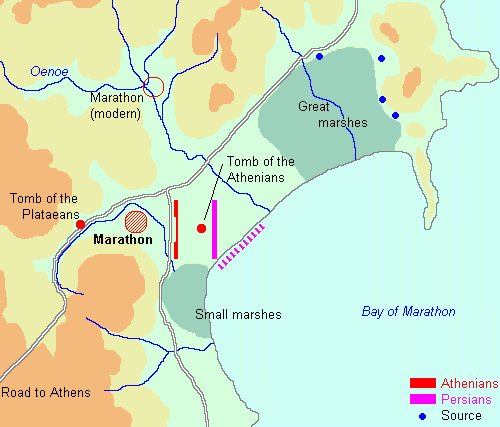 Oenoe
Marathon
(modern)
Great
marshes
Tomb of the
Athenians
Tomb of the
Plataeans
Marathon
Small marshes
Bay of Marathon
Road to Athens
Athenians
Persians
Source